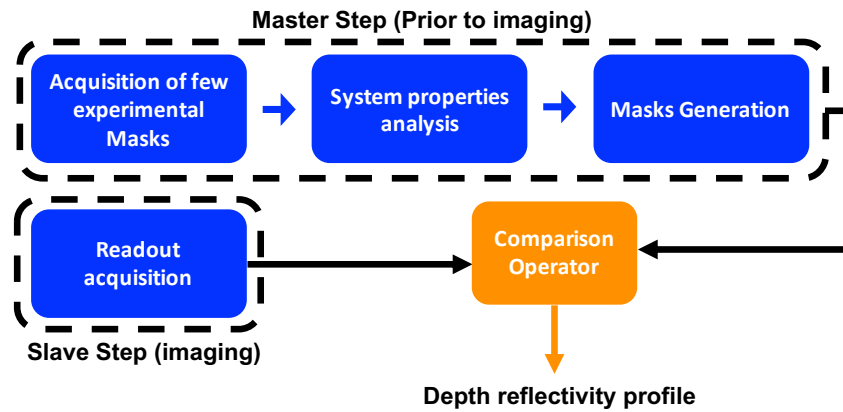 Master Step (Prior to imaging)
Acquisition of few
experimental
Masks
System properties
analysis
Masks Generation
Readout
acquisition
Comparison
Operator
Slave Step (imaging)
Depth reflectivity profile